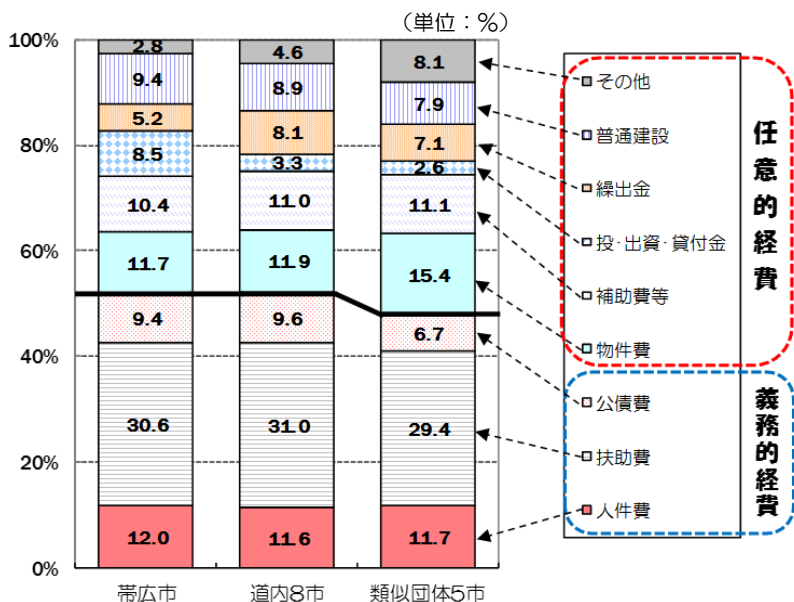 (単位：%)
100%
80%
60%
40%
20%
0%
2.8
9.4
5.2
8.5
10.4
11.7
9.4
30.6
12.0
帯広市
4.6
8.9
8.1
3.3
11.0
11.9
9.6
31.0
11.6
道内8市
8.1
7.9
7.1
2.6
11.1
15.4
6.7
29.4
11.7
類似団体5市
その他
普通建設
繰出金
投・出資・貸付金
補助費等
物件費
公債費
扶助費
人件費
任意的経費
義務的経費